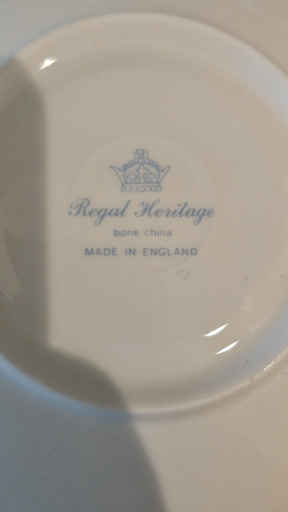 Regal Heritage
bone china
MADE IN ENGLAND